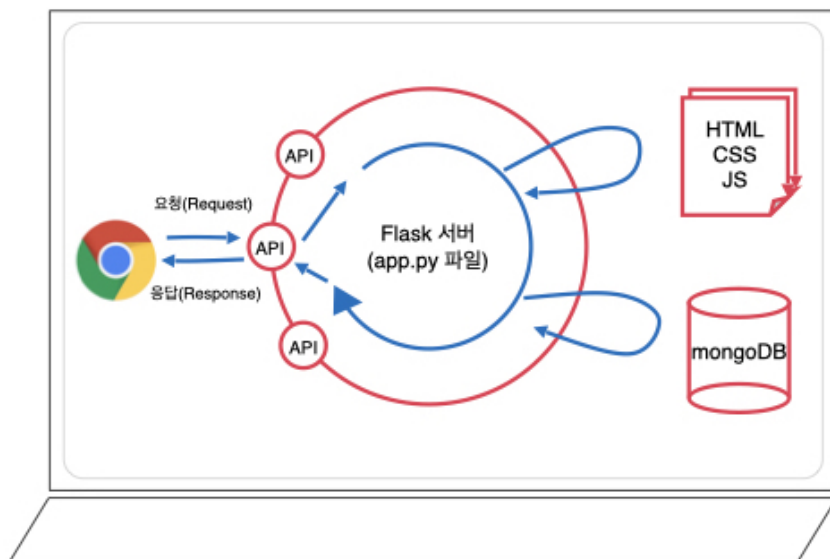 API
요청(Request)
API
응답(Response)
API
Flask 서버
(app.py 파일)
HTML
CSS
JS
mongoDB